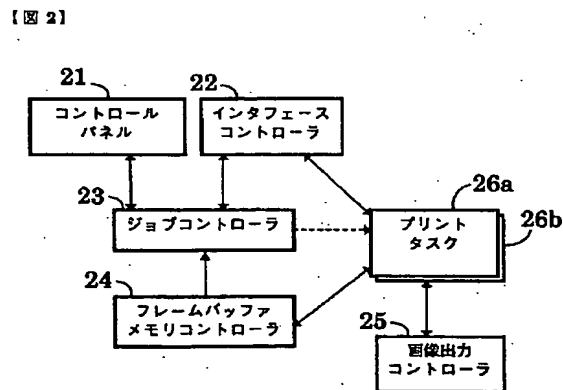 【図 2】
21
コントロール
パネル
22
インタフェース
コントローラ
23
ジョブコントローラ
24
フレームバッファ
メモリコントローラ
26a
プリント
タスク
26b
25
画像出力
コントローラ